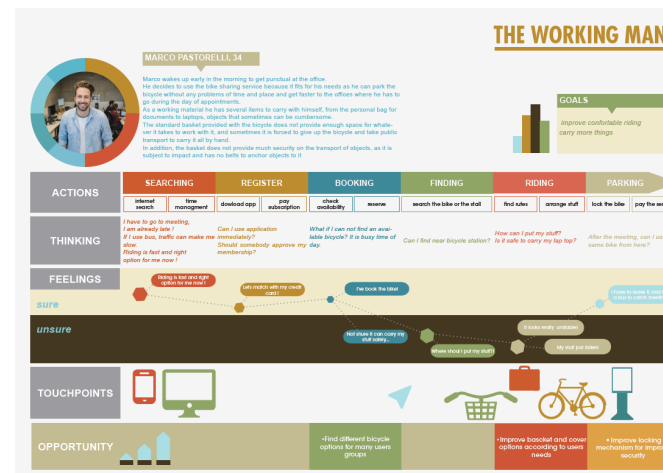 THE WORKING MAN
MARCO PASTORELLI, 34
Marco wakes up early in the morning to get punctual at the office.
He decides to use the bike sharing service because it fits for his needs as he can park the
bicycle without any problems of time and place and get faster to the offices where he has to
go during the day of appointments.
As a working material he has several items to carry with himself, from the personal bag for
documents to laptops, objects that sometimes can be cumbersome.
The standard basket provided with the bicycle does not provide enough space for whate-
ver it takes to work with it, and sometimes it is forced to give up the bicycle and take public
transport to carry it all by hand.
In addition, the basket does not provide much security on the transport of objects, as it is
subject to impact and has no belts to anchor objects to it
GOALS
Improve confortable riding
carry more things
ACTIONS
SEARCHING
REGISTER
BOOKING
FINDING
RIDING
PARKING
internet
search
time
managment
dowload app
pay
subscription
check
availability
reserve
search the bike or the stall
find rutes
arrange stuff
lock the bike
pay the
THINKING
I have to go to meeting,
I am already late !
If I use bus, traffic can make me
slow.
Riding is fast and right
option for me now !
Can I use application
immediately?
Should somebody approve my
membership?
What if I can not find an avai-
lable bicycle? It is busy time of
day.
Can I find near bicycle station?
How can I put my stuff?
Is it safe to carry my lap top?
After the meeting, can I
same bike from here?
FEELINGS
sure
unsure
Riding is fast and right
option for me now !
Let's match with my credit
card !
I've book the bike!
Not shure it can carry my
stuff safely...
Where shoul I put my stuff?
It looks really unstable!
My stuff put
TOUCHPOINTS
OPPORTUNITY
•Find different bicycle
options for many users
groups
•Improve bascket and cover
options according to users
needs
• Improve locking
mechanism for
security